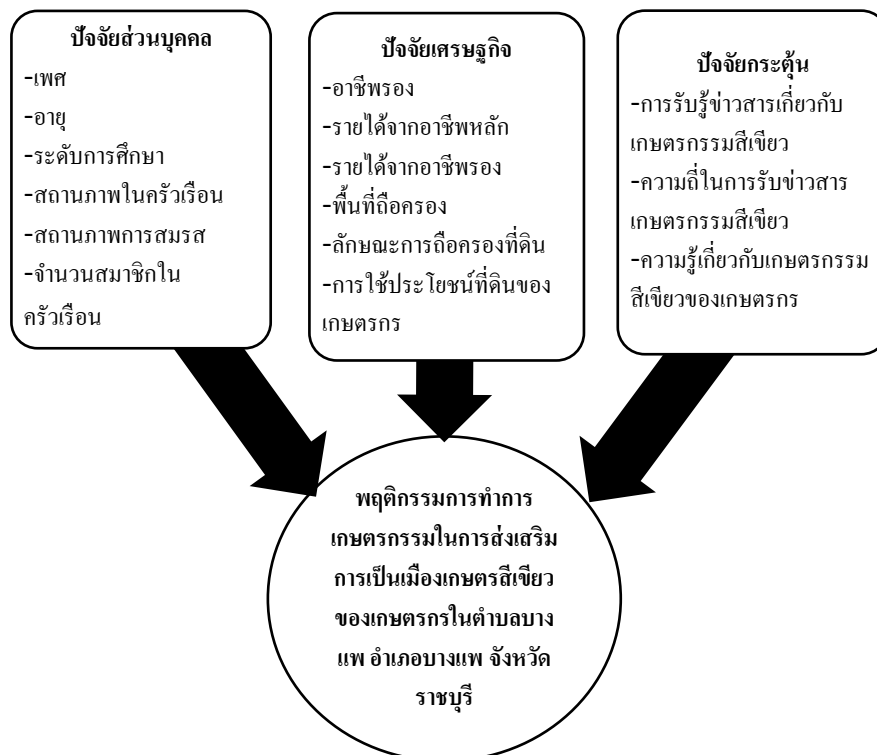 ปัจจัยส่วนบุคคล
-เพศ
-อายุ
-ระดับการศึกษา
-สถานภาพในครัวเรือน
-สถานภาพการสมรส
-จำนวนสมาชิกใน
ครัวเรือน
ปัจจัยเศรษฐกิจ
-อาชีพรอง
-รายได้จากอาชีพหลัก
-รายได้จากอาชีพรอง
-พื้นที่ถือครอง
-ลักษณะการถือครองที่ดิน
-การใช้ประโยชน์ที่ดินของ
เกษตรกร
ปัจจัยกระตุ้น
-การรับรู้ข่าวสารเกี่ยวกับ
เกษตรกรรมสีเขียว
-ความถี่ในการรับข่าวสาร
เกษตรกรรมสีเขียว
-ความรู้เกี่ยวกับเกษตรกรรม
สีเขียวของเกษตรกร
พฤติกรรมการทำการ
เกษตรกรรมในการส่งเสริม
การเป็นเมืองเกษตรสีเขียว
ของเกษตรกรในตำบลบาง
แพ อำเภอบางแพ จังหวัด
ราชบุรี